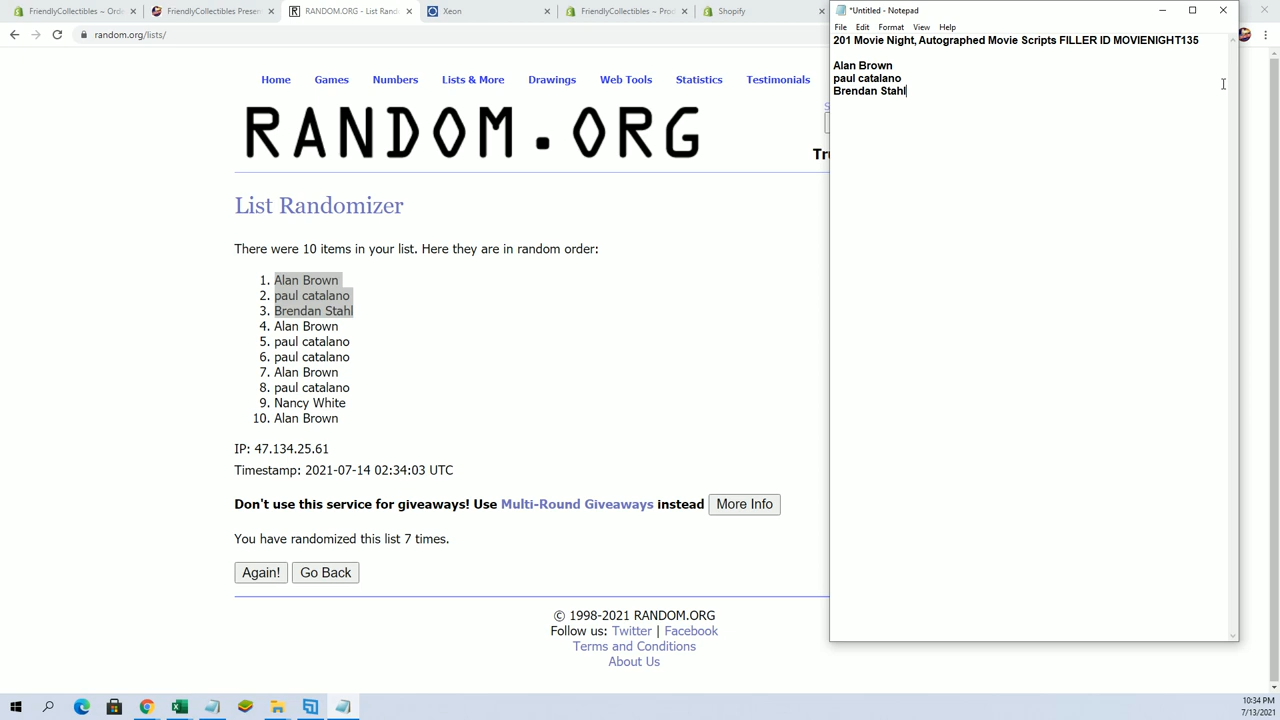 FriendlyCollectibles ~ Ord
FriendlyCollectibles Presen
RANDOM.ORG - List Rando
Xeon
FriendlyCollectibles ~ Prod
Shopify
random.org/lists/
Home
Games
Numbers
Lists & More
Drawings
Web Tools
Statistics
Testimonials
RANDOM.ORG
Tru
List Randomizer
There were 10 items in your list. Here they are in random order:
1. Alan Brown
2. paul catalano
3. Brendan Stahl
4. Alan Brown
5. paul catalano
6. paul catalano
7. Alan Brown
8. paul catalano
9. Nancy White
10. Alan Brown
IP: 47.134.25.61
Timestamp: 2021-07-14 02:34:03 UTC
Don't use this service for giveaways! Use Multi-Round Giveaways instead More Info
You have randomized this list 7 times.
Again! Go Back
© 1998-2021 RANDOM.ORG
Follow us: Twitter | Facebook
Terms and Conditions
About Us
*Untitled - Notepad
File Edit Format View Help
201 Movie Night, Autographed Movie Scripts FILLER ID MOVIENIGHT135
Alan Brown
paul catalano
Brendan Stahl
10:34 PM
7/13/2021